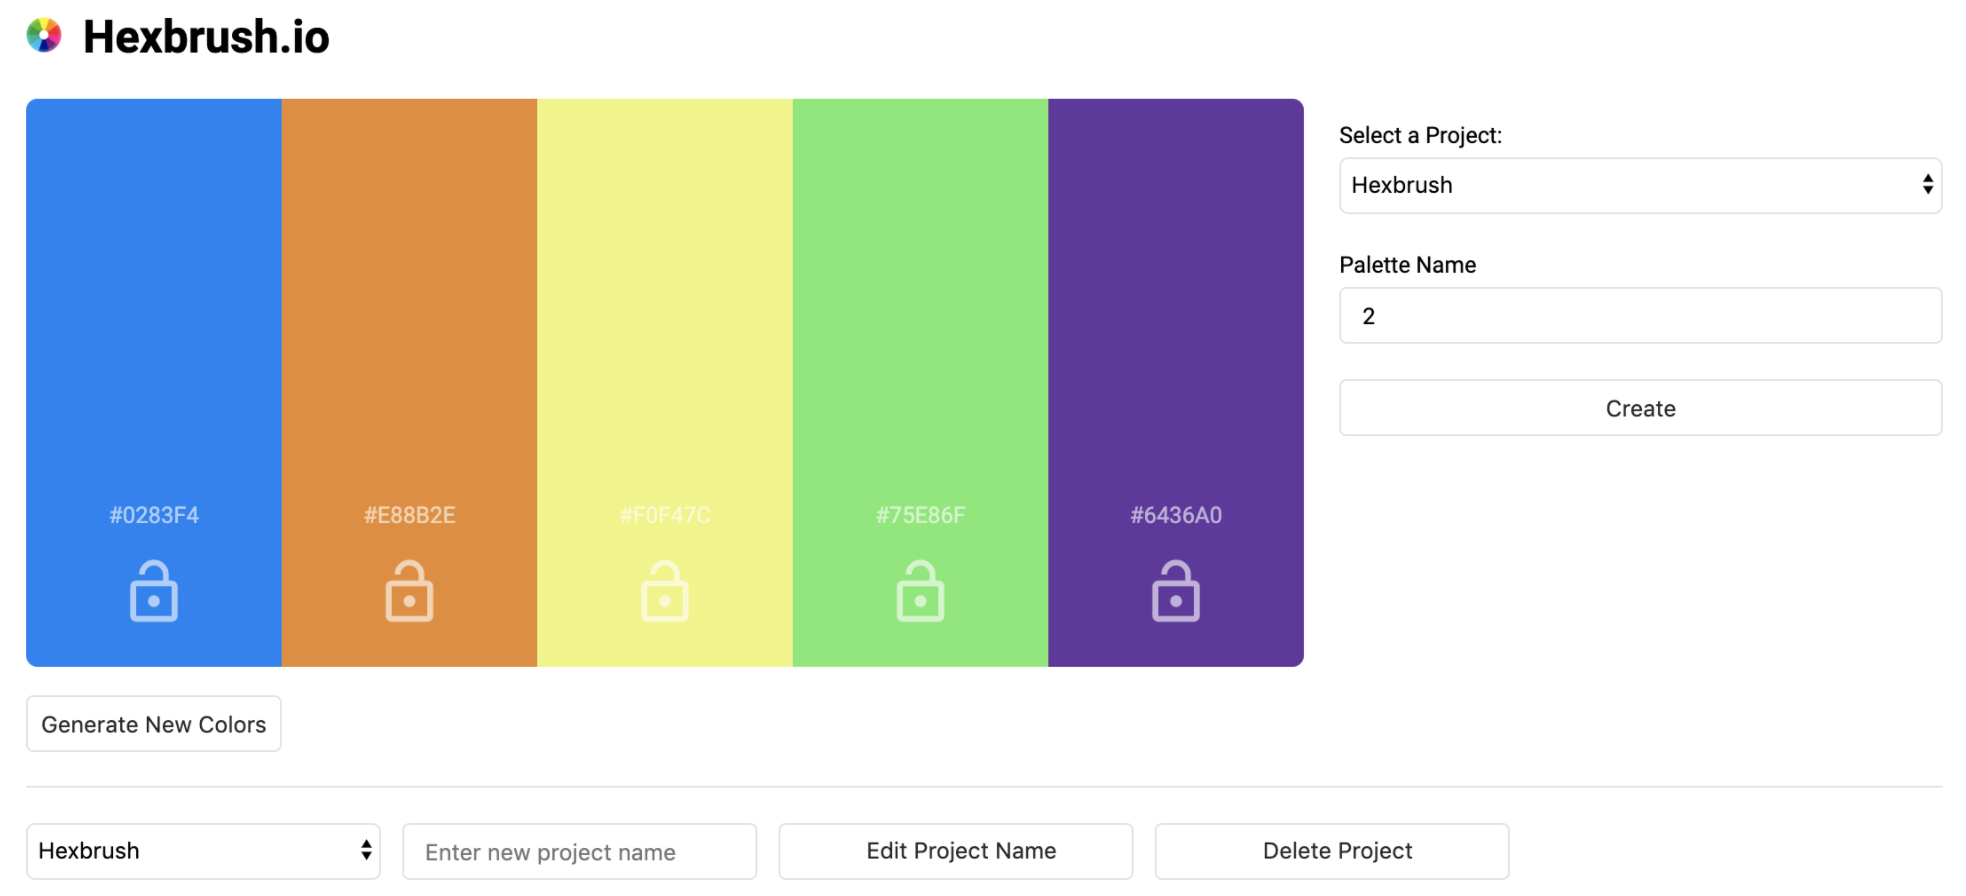 Hexbrush.io
Select a Project:
Hexbrush
Palette Name
2
Create
#0283F4
#E88B2E
#F0F47C
#75E86F
#6436A0
Generate New Colors
Hexbrush
Enter new project name
Edit Project Name
Delete Project